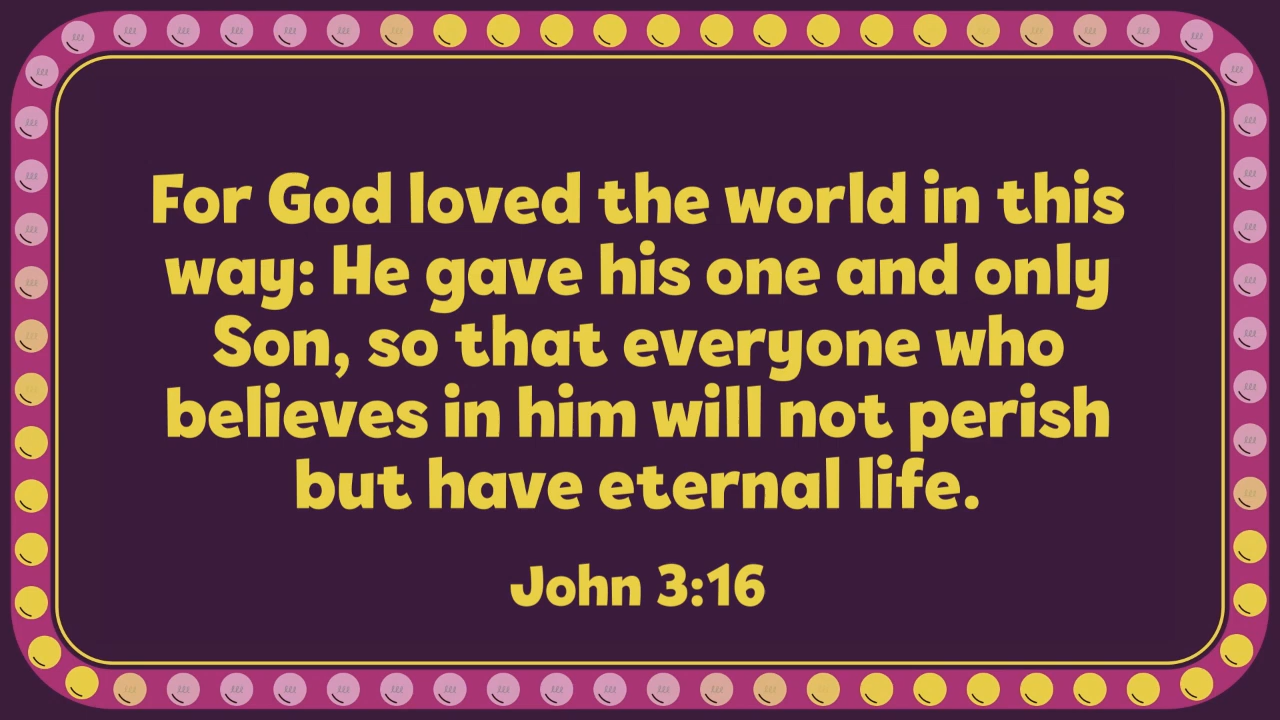 For God loved the world in this
way: He gave his one and only
Son, so that everyone who
believes in him will not perish
but have eternal life.
John 3:16